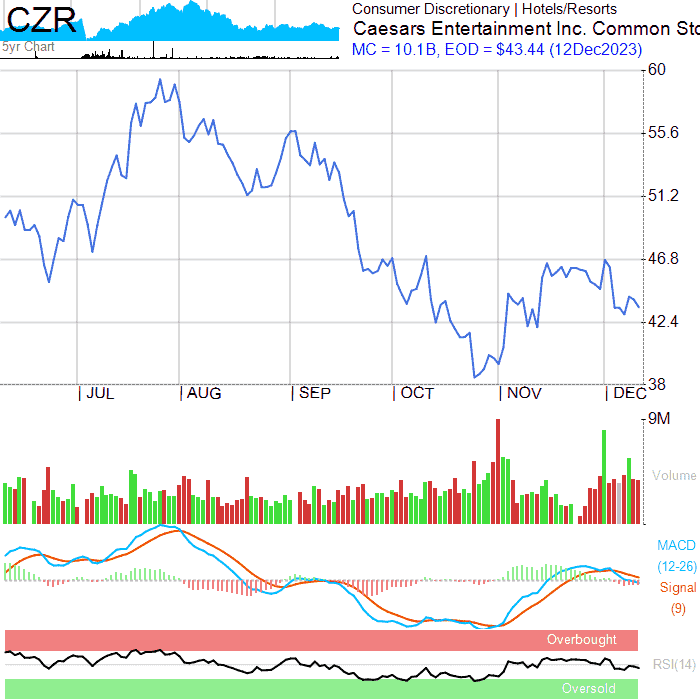 CZR
5yr Chart
Consumer Discretionary | Hotels/Resorts
Caesars Entertainment Inc. Common Sto
MC = 10.1B, EOD = $43.44 (12Dec2023)
60
55.6
51.2
46.8
42.4
38
JUL AUG SEP OCT NOV DEC
9M
Volume
MACD
(12-26)
Signal
(9)
Overbought
RSI(14)
Oversold